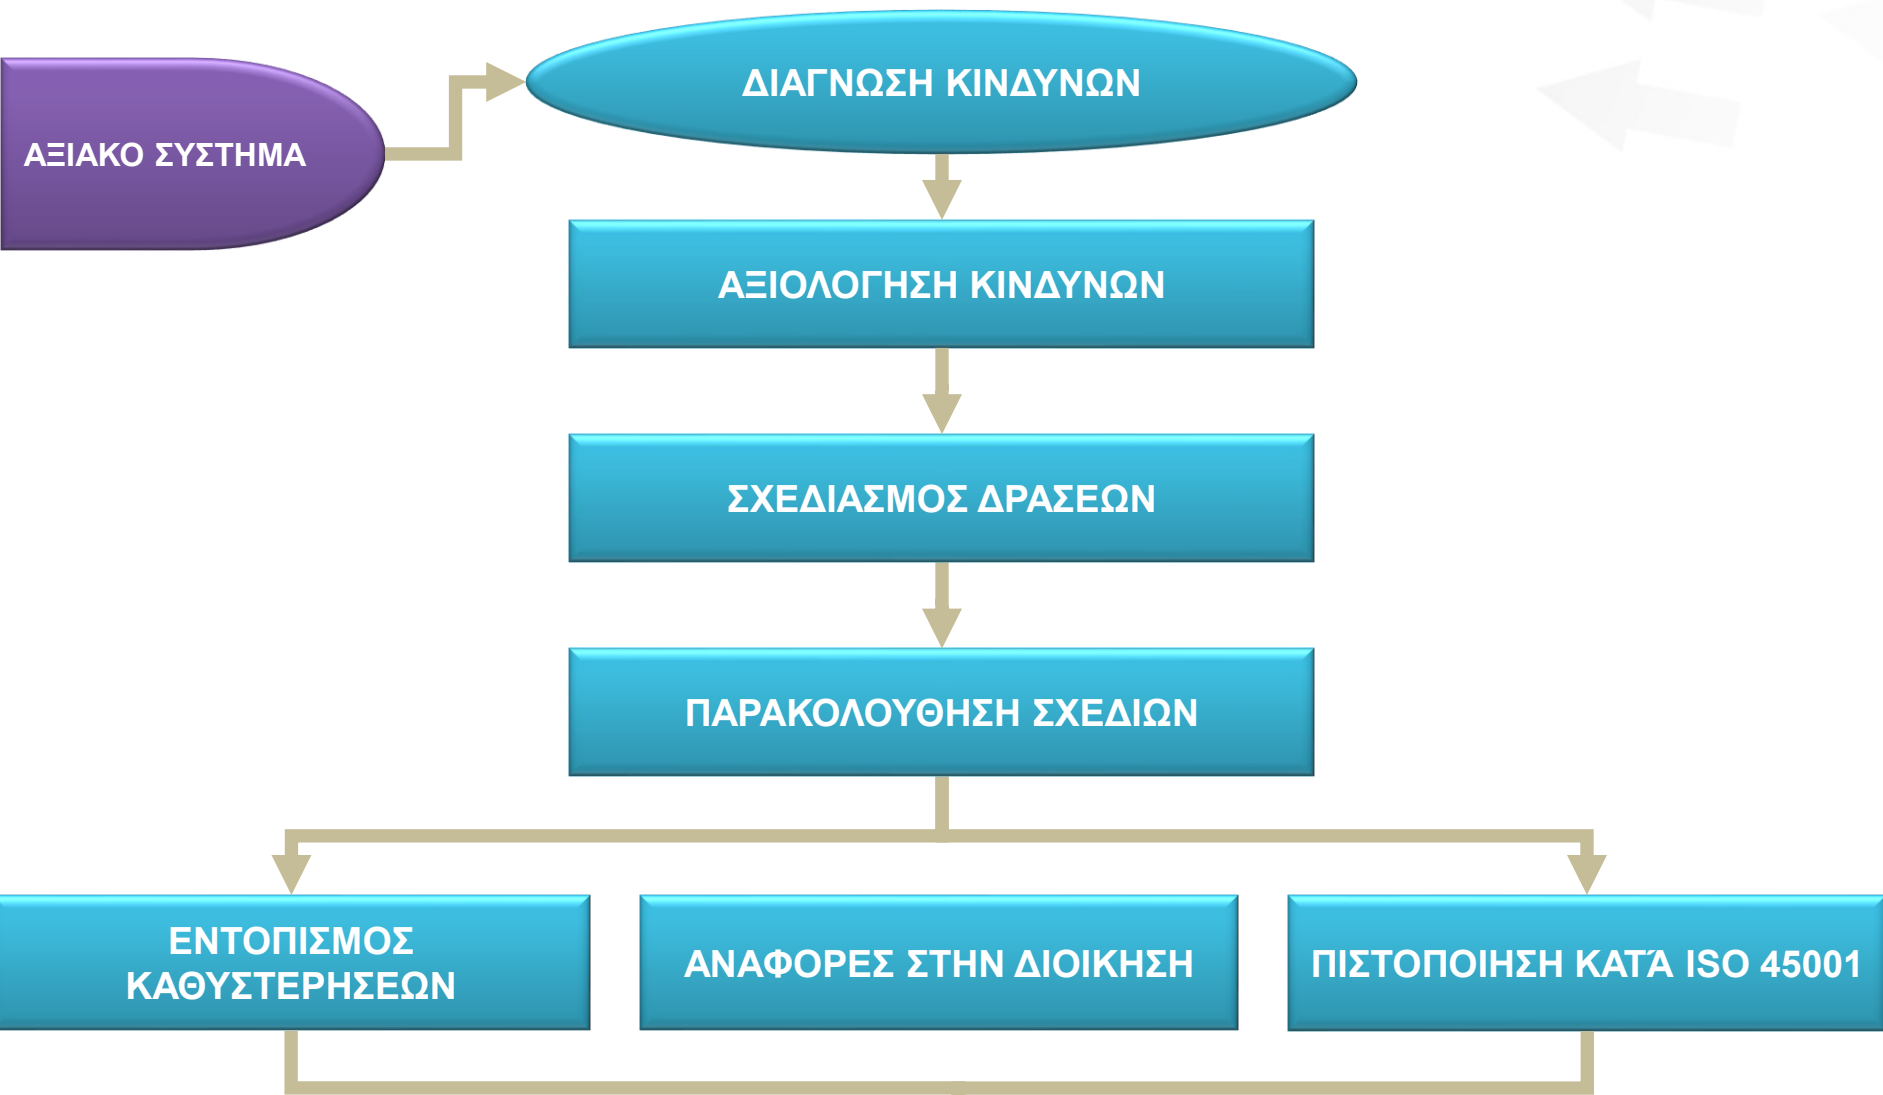 ΔΙΑΓΝΩΣΗ ΚΙΝΔΥΝΩΝ
ΑΞΙΑΚΟ ΣΥΣΤΗΜΑ
ΑΞΙΟΛΟΓΗΣΗ ΚΙΝΔΥΝΩΝ
ΣΧΕΔΙΑΣΜΟΣ ΔΡΑΣΕΩΝ
ΠΑΡΑΚΟΛΟΥΘΗΣΗ ΣΧΕΔΙΩΝ
ΕΝΤΟΠΙΣΜΟΣ
ΚΑΘΥΣΤΕΡΗΣΕΩΝ
ΑΝΑΦΟΡΕΣ ΣΤΗΝ ΔΙΟΙΚΗΣΗ
ΠΙΣΤΟΠΟΙΗΣΗ ΚΑΤΆ ISO 45001